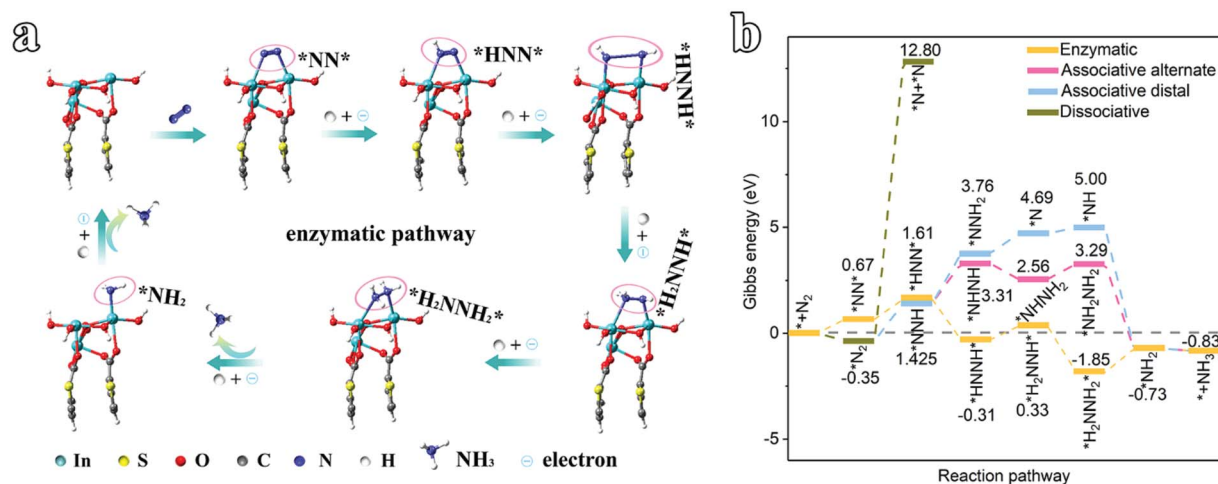 a
*NN*
*HNN*
*HNNH*
⊖ + ○
○ + ⊖
○ + ⊖
○
+
⊖
enzymatic pathway
⊖
+
*NH₂
*H₂NNH₂*
*H₂NNH*
○ + ⊖
○ + ⊖
In S O C N H NH₃ electron
b
12.80
*N+*N
Enzymatic
Associative alternate
Associative distal
Dissociative
Gibbs energy (eV)
10
5
0
-5
*+N₂
0.67
*NN*
*N₂
-0.35
1.61
*HNN*
*NNH
1.425
3.76
*NNH₂
*NHNH
3.31
*HNNH*
-0.31
4.69
*N
2.56
*NHNH₂
*H₂NNH*
0.33
5.00
*NH
3.29
*NH₂NH₂
-1.85
*H₂NNH₂*
*NH₂
-0.73
-0.83
*+NH₃
Reaction pathway